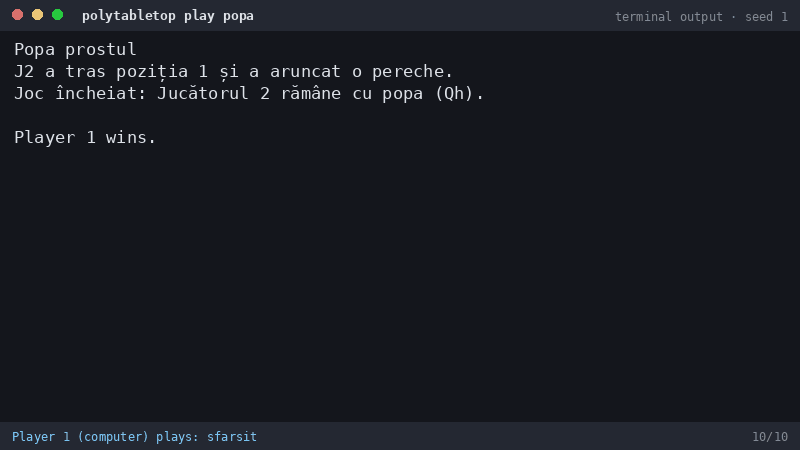 polytabletop play popa
terminal output · seed 1
Popa prostul
J2 a tras poziția 1 și a aruncat o pereche.
Joc încheiat: Jucătorul 2 rămâne cu popa (Qh).
Player 1 wins.
Player 1 (computer) plays: sfarsit
10/10